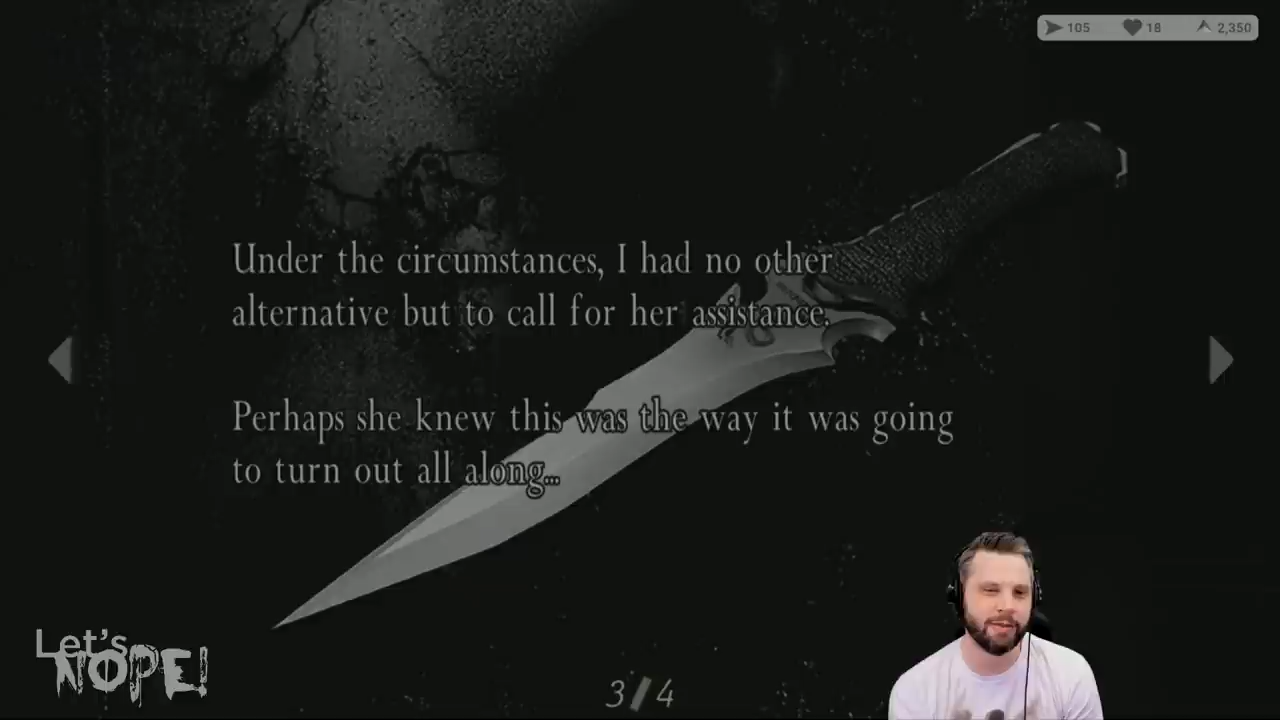 105 18 2,350
Under the circumstances, I had no other
alternative but to call for her assistance.
Perhaps she knew this was the way it was going
to turn out all along...
Let's
NOPE!
3/4